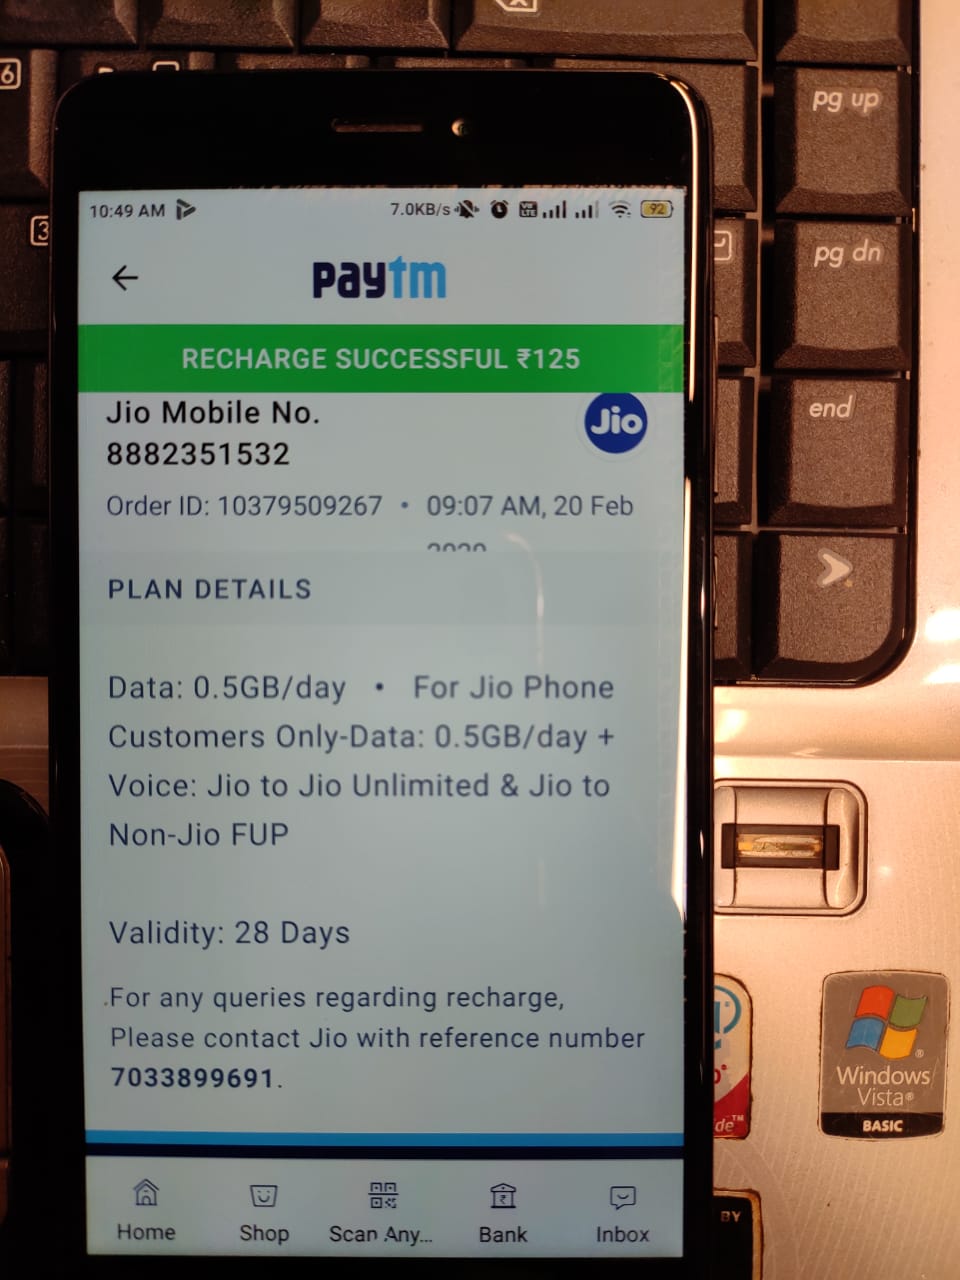 6
3
pg up
pg dn
end
10:49 AM
7.0KB/s
92
paytm
RECHARGE SUCCESSFUL ₹125
Jio Mobile No.
8882351532
Jio
Order ID: 10379509267 • 09:07 AM, 20 Feb
PLAN DETAILS
Data: 0.5GB/day • For Jio Phone
Customers Only-Data: 0.5GB/day +
Voice: Jio to Jio Unlimited & Jio to
Non-Jio FUP
Validity: 28 Days
For any queries regarding recharge,
Please contact Jio with reference number
7033899691.
Home
Shop
Scan Any...
Bank
Inbox
Windows
Vista®
BASIC
BY